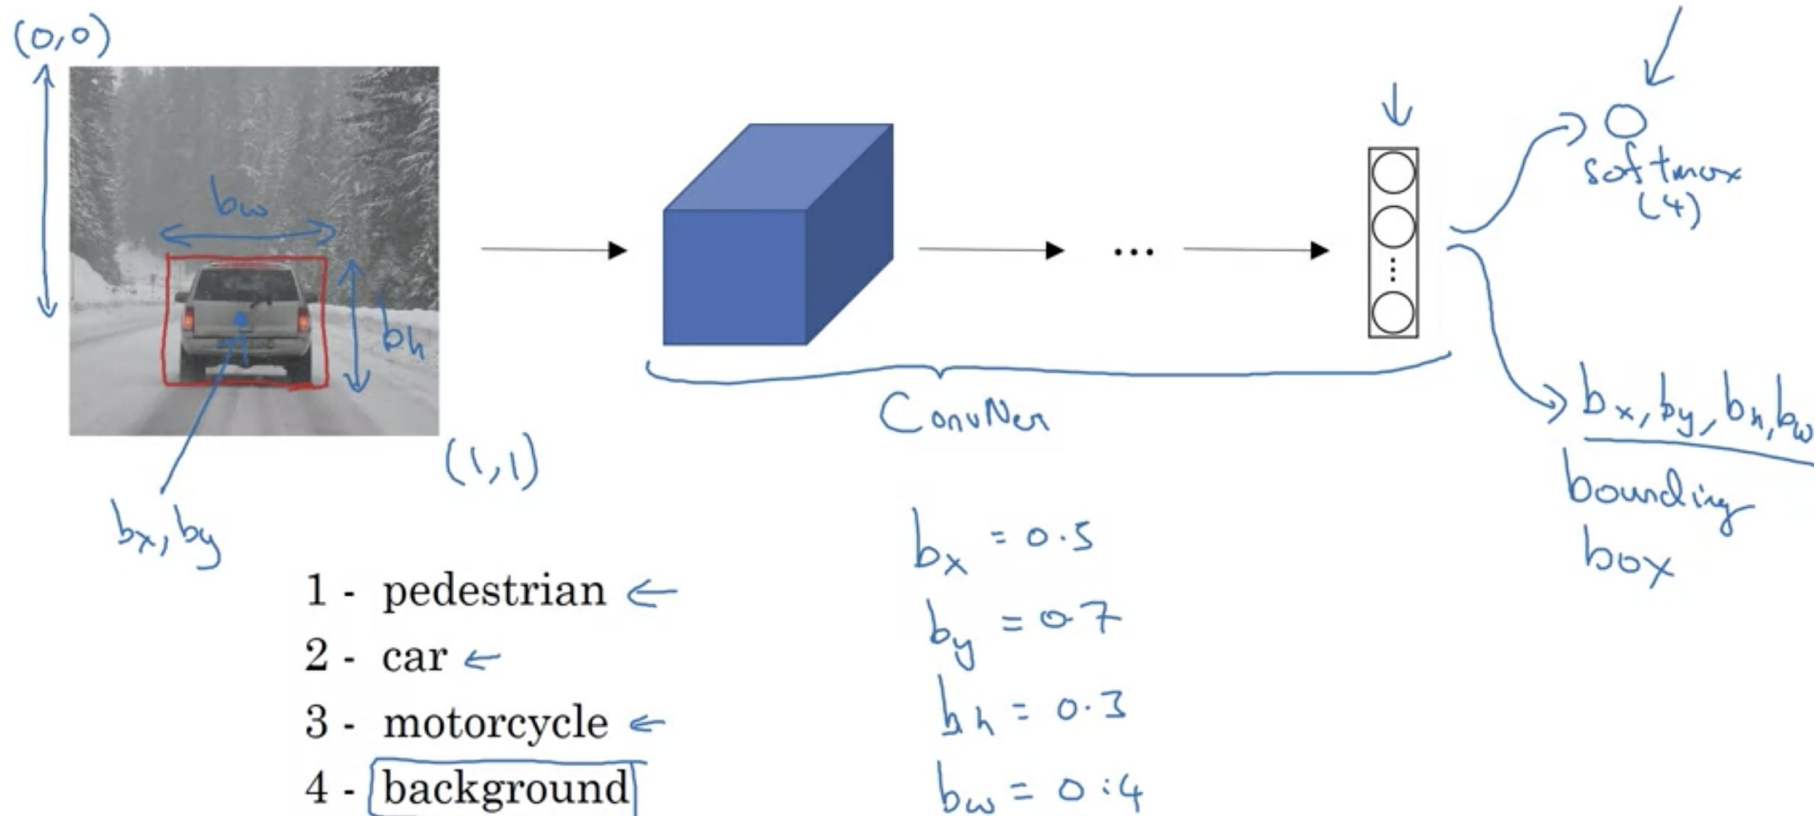 (0,0)
bw
bh
(1,1)
bx, by
...
ConvNet
softmax
(4)
bx, by, bh, bw
bounding
box
1 - pedestrian ←
2 - car ←
3 - motorcycle ←
4 - background
bx = 0.5
by = 0.7
bh = 0.3
bw = 0.4